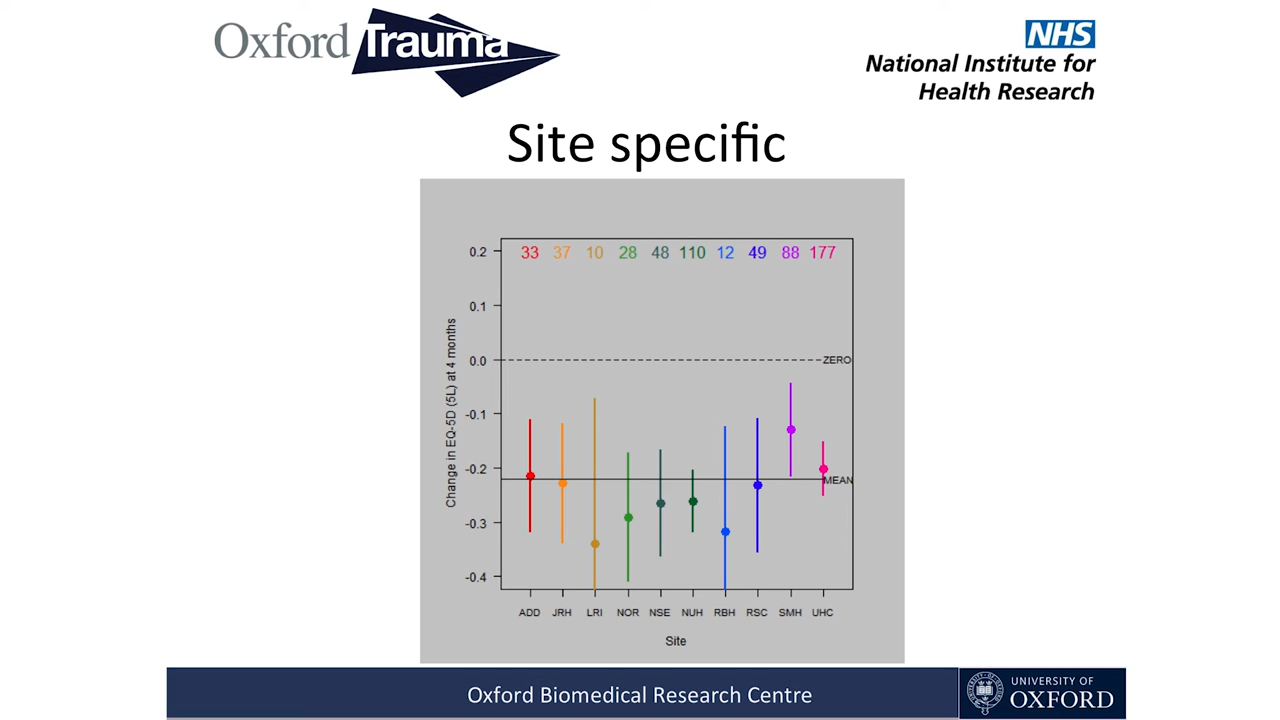 Oxford Trauma
NHS
National Institute for
Health Research
Site specific
33 37 10 28 48 110 12 49 88 177
0.2
0.1
0.0
-0.1
-0.2
-0.3
-0.4
Change in EQ-5D (5L) at 4 months
ZERO
MEAN
ADD JRH LRI NOR NSE NUH RBH RSC SMH UHC
Site
Oxford Biomedical Research Centre
UNIVERSITY OF
OXFORD